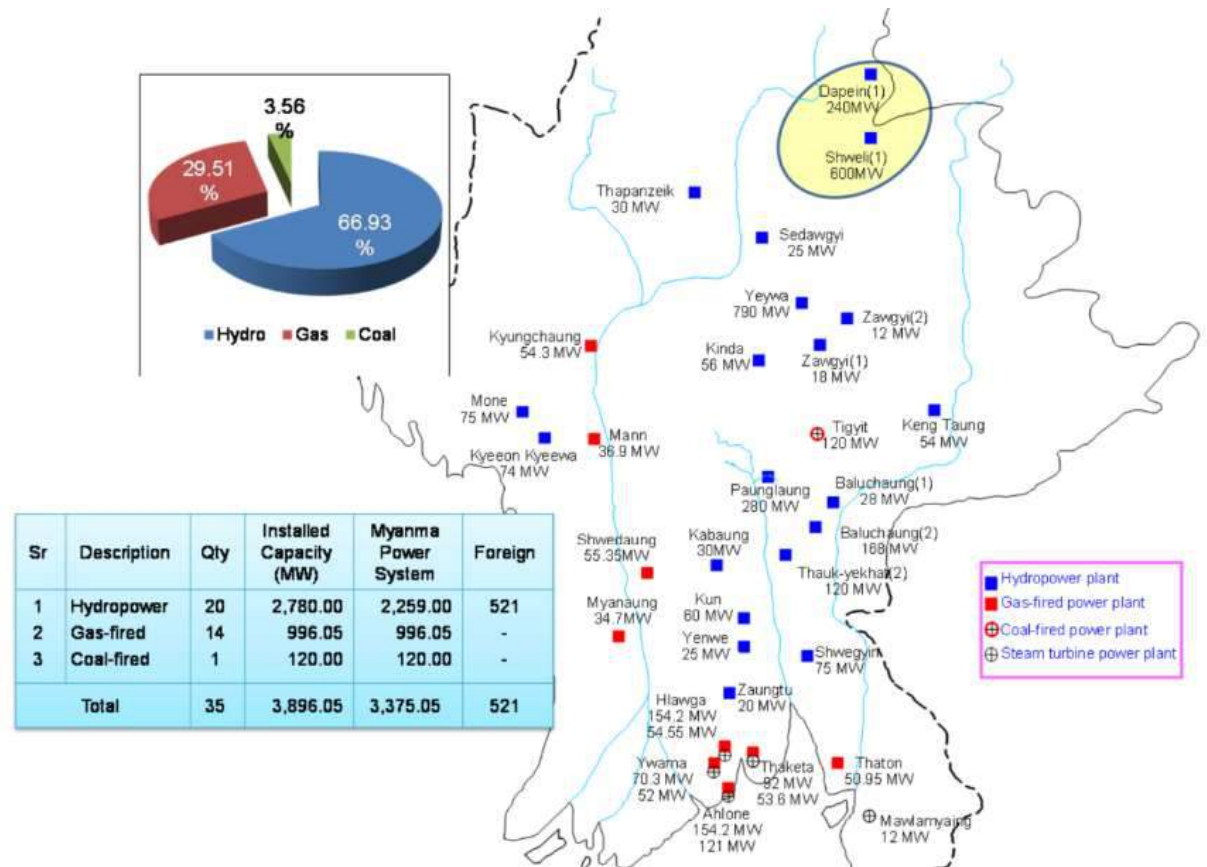 3.56
%
29.51
%
66.93
%
Hydro Gas Coal
Dapein(1)
240MW
Shweli(1)
600MW
Thapanzeik
30 MW
Sedawgyi
25 MW
Yeywa
790 MW
Zawgyi(2)
12 MW
Kyungchaung
54.3 MW
Kinda
56 MW
Zawgyi(1)
18 MW
Mone
75 MW
Keng Taung
54 MW
Tigyit
120 MW
Mann
36.9 MW
Kyeeon Kyeewa
74 MW
Paunglaung
280 MW
Baluchaung(1)
28 MW
Baluchaung(2)
168 MW
Sr Description Qty Installed Capacity (MW) Myanma Power System Foreign
1 Hydropower 20 2,780.00 2,259.00 521
2 Gas-fired 14 996.05 996.05 -
3 Coal-fired 1 120.00 120.00 -
Total 35 3,896.05 3,375.05 521
Shwedaung
55.35MW
Kabaung
30MW
Thauk-yekhat(2)
120 MW
Myanaung
34.7MW
Kun
60 MW
Yenwe
25 MW
Shwegyin
75 MW
Zaungtu
20 MW
Hlawga
154.2 MW
54.55 MW
Ywama
70.3 MW
52 MW
Thaketa
92 MW
53.6 MW
Thaton
50.95 MW
Ahlone
154.2 MW
121 MW
Mawlamyaing
12 MW
Hydropower plant
Gas-fired power plant
Coal-fired power plant
Steam turbine power plant